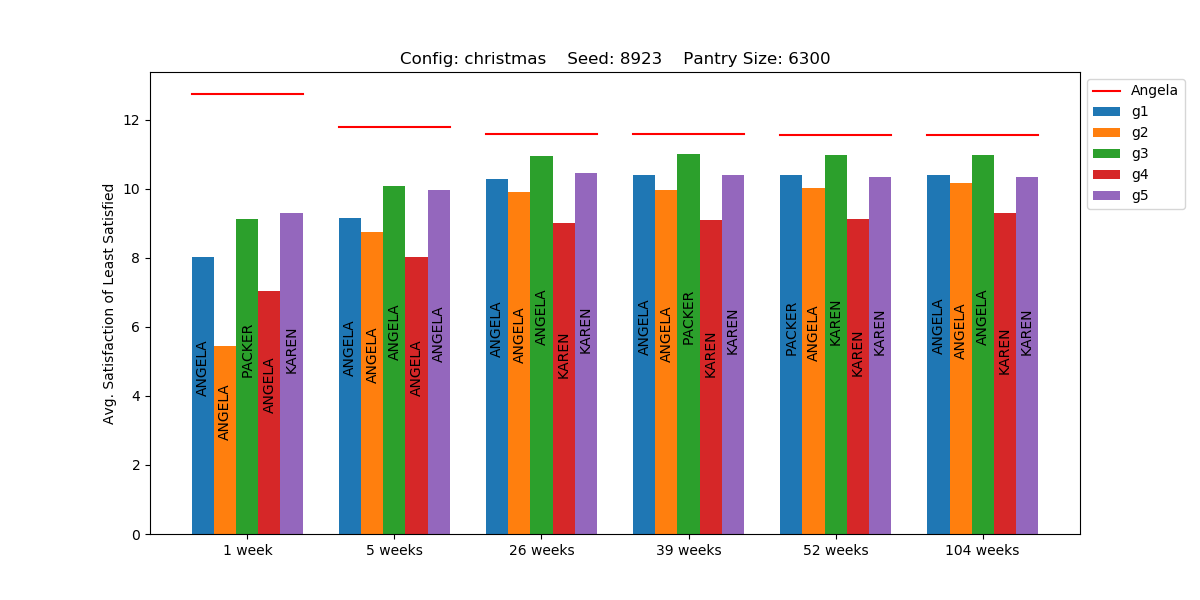 Config: christmas    Seed: 8923    Pantry Size: 6300
Avg. Satisfaction of Least Satisfied
12
10
8
6
4
2
0
ANGELA
ANGELA
PACKER
ANGELA
KAREN
ANGELA
ANGELA
ANGELA
ANGELA
ANGELA
ANGELA
ANGELA
ANGELA
KAREN
KAREN
ANGELA
ANGELA
PACKER
KAREN
KAREN
PACKER
ANGELA
KAREN
KAREN
KAREN
ANGELA
ANGELA
ANGELA
KAREN
KAREN
1 week
5 weeks
26 weeks
39 weeks
52 weeks
104 weeks
Angela
g1
g2
g3
g4
g5